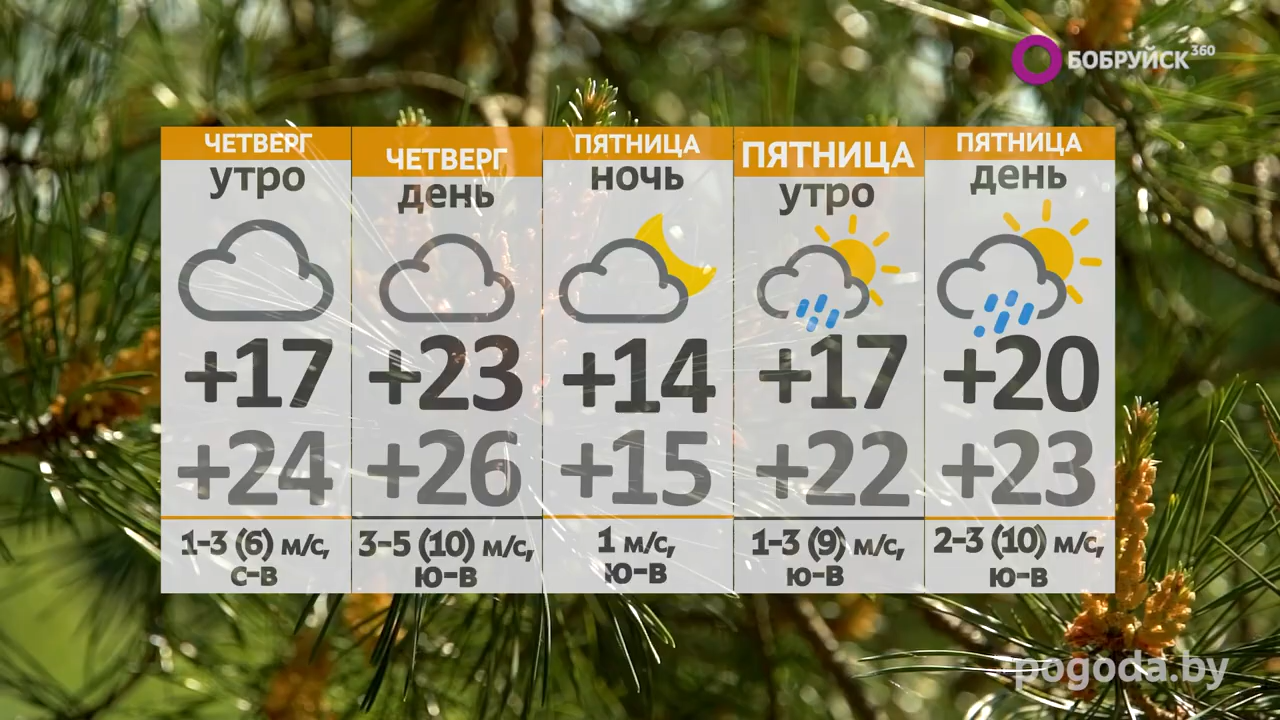 БОБРУЙСК360
ЧЕТВЕРГ
утро
+17
+24
1-3 (6) м/с,
с-в
ЧЕТВЕРГ
день
+23
+26
3-5 (10) м/с,
ю-в
ПЯТНИЦА
ночь
+14
+15
1 м/с,
ю-в
ПЯТНИЦА
утро
+17
+22
1-3 (9) м/с,
ю-в
ПЯТНИЦА
день
+20
+23
2-3 (10) м/с,
ю-в
pogoda.by